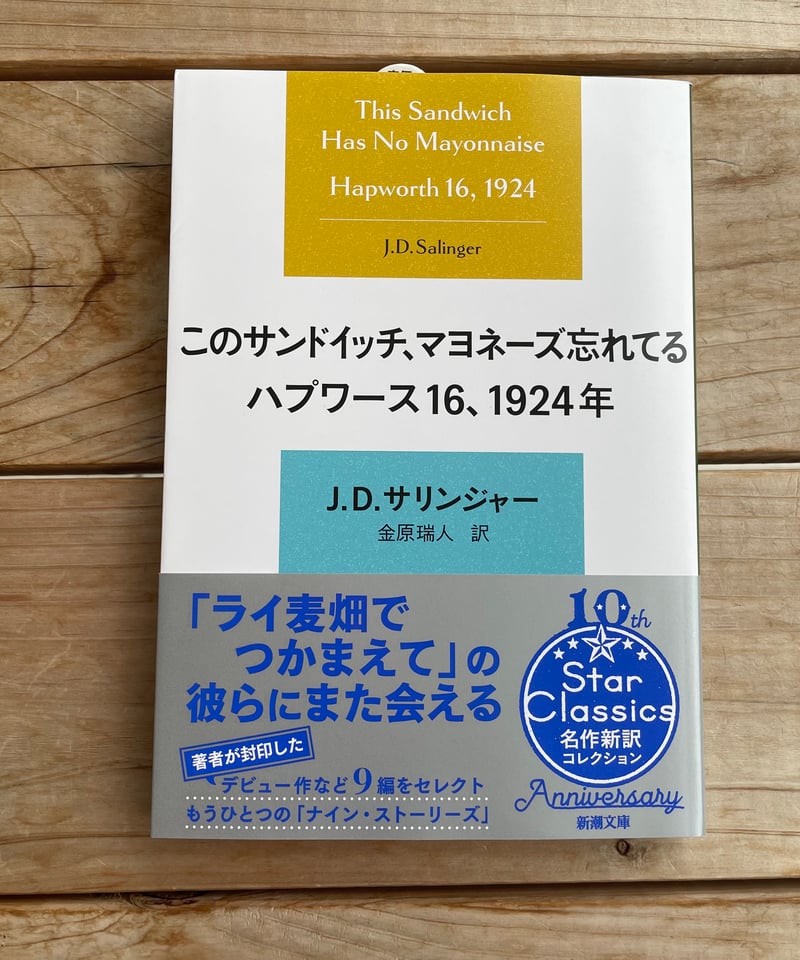 This Sandwich
Has No Mayonnaise
Hapworth 16, 1924
J.D. Salinger
このサンドイッチ、マヨネーズ忘れてる
ハプワース16、1924年
J.D.サリンジャー
金原瑞人 訳
「ライ麦畑で
つかまえて」の
彼らにまた会える
著者が封印した
デビュー作など9編をセレクト
もうひとつの「ナイン・ストーリーズ」
10th
Star
Classics
名作新訳
コレクション
Anniversary
新潮文庫